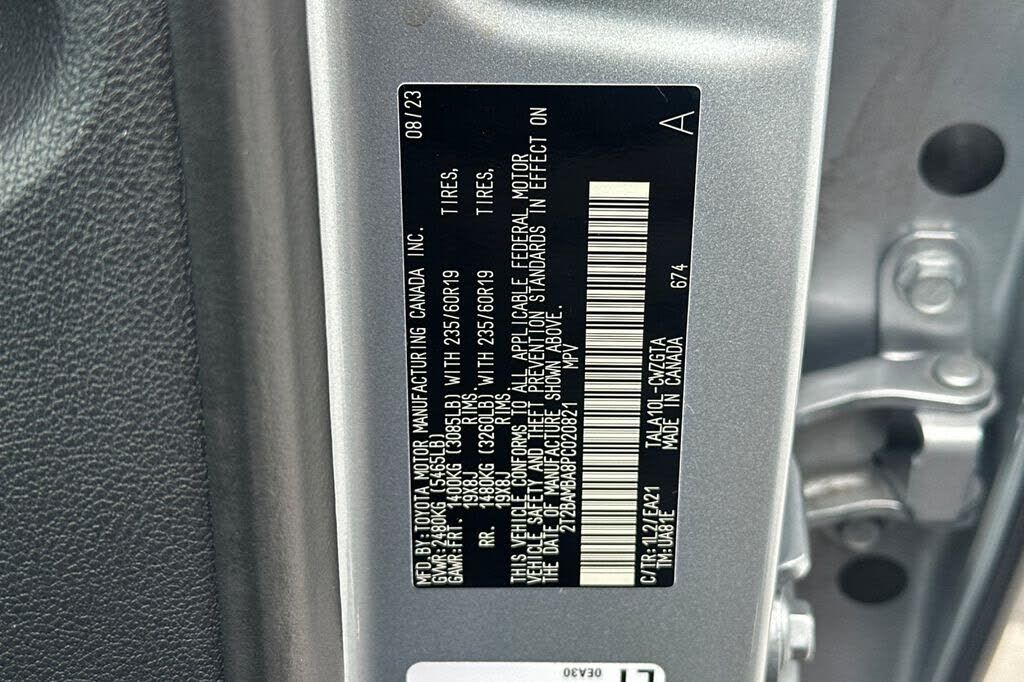 MFD.BY:TOYOTA MOTOR MANUFACTURING CANADA INC. 08/23
GVWR:2480KG (5465LB)
GAWR:FRT. 1400KG (3085LB) WITH 235/60R19 TIRES,
19X8J RIMS.
RR. 1480KG (3260LB) WITH 235/60R19 TIRES,
19X8J RIMS.
THIS VEHICLE CONFORMS TO ALL APPLICABLE FEDERAL MOTOR
VEHICLE SAFETY AND THEFT PREVENTION STANDARDS IN EFFECT ON
THE DATE OF MANUFACTURE SHOWN ABOVE.
2T2BAMBA8PC020821 MPV
C/TR:1L2/EA21 TALA10L-CWZGTA
TM:UA81E MADE IN CANADA 674
A
0EA30